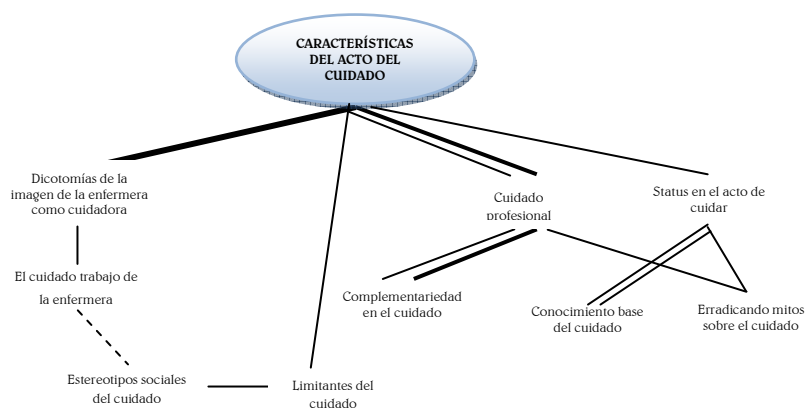 CARACTERÍSTICAS
DEL ACTO DEL
CUIDADO
Dicotomías de la
imagen de la enfermera
como cuidadora
Cuidado
profesional
Status en el acto de
cuidar
El cuidado trabajo de
la enfermera
Complementariedad
en el cuidado
Conocimiento base
del cuidado
Erradicando mitos
sobre el cuidado
Estereotipos sociales
del cuidado
Limitantes del
cuidado